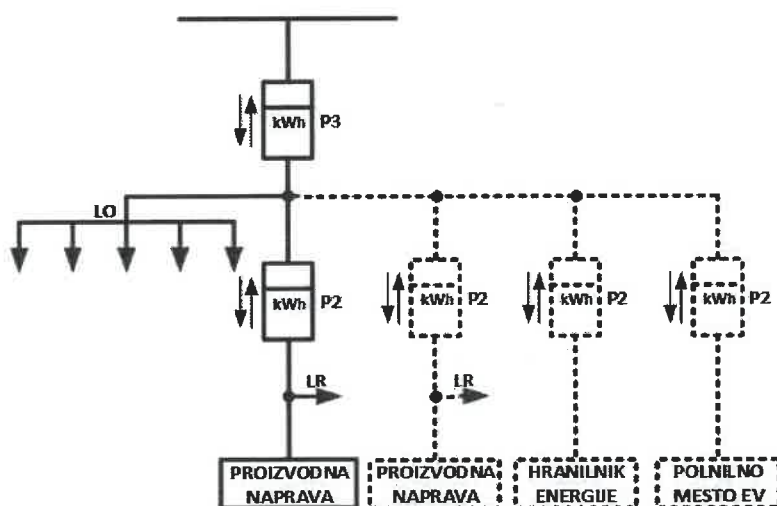 kWh P3
LO
kWh P2
kWh P2
kWh P2
kWh P2
LR
LR
PROIZVODNA
NAPRAVA
PROIZVODNA
NAPRAVA
HRANILNIK
ENERGIJE
POLNILNO
MESTO EV